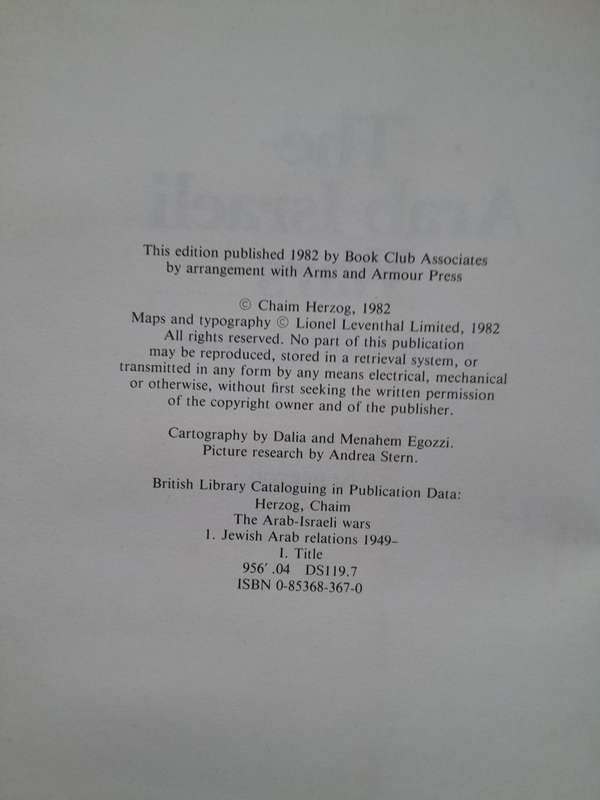 This edition published 1982 by Book Club Associates
by arrangement with Arms and Armour Press
© Chaim Herzog, 1982
Maps and typography © Lionel Leventhal Limited, 1982
All rights reserved. No part of this publication
may be reproduced, stored in a retrieval system, or
transmitted in any form by any means electrical, mechanical
or otherwise, without first seeking the written permission
of the copyright owner and of the publisher.
Cartography by Dalia and Menahem Egozzi.
Picture research by Andrea Stern.
British Library Cataloguing in Publication Data:
Herzog, Chaim
The Arab-Israeli wars
1. Jewish Arab relations 1949–
I. Title
956′.04 DS119.7
ISBN 0-85368-367-0